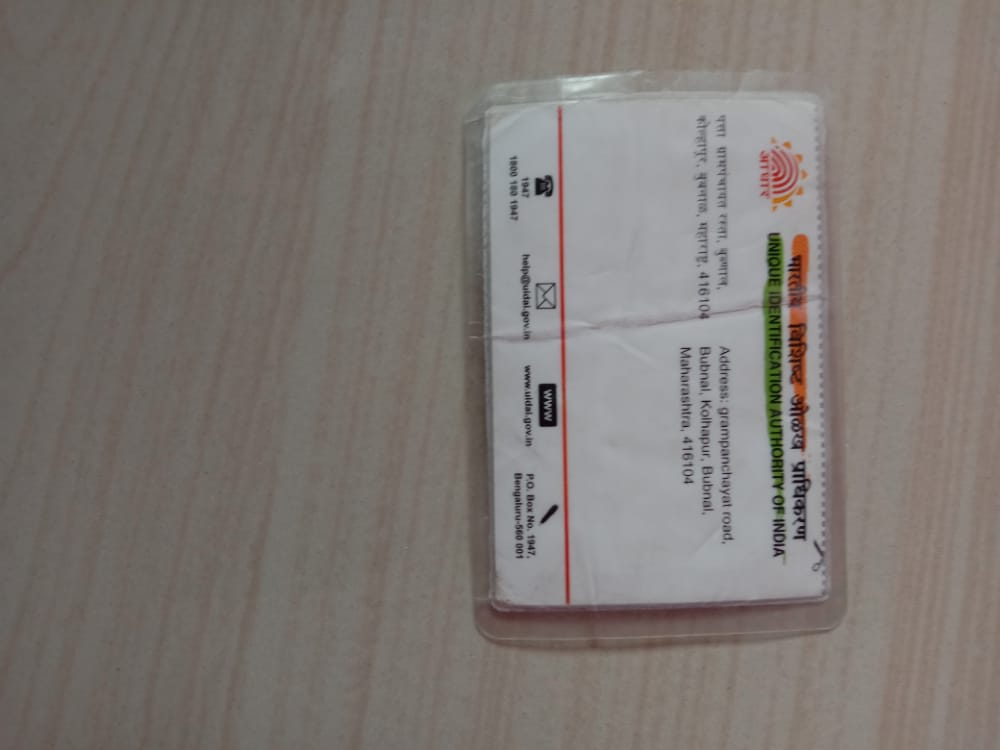 आधार
भारतीय विशिष्ट ओळख प्राधिकरण
UNIQUE IDENTIFICATION AUTHORITY OF INDIA
पत्ता ग्रामपंचायत रस्ता, बुबनाळ,
कोल्हापुर, बुबनाळ, महाराष्ट्र, 416104
Address: grampanchayat road,
Bubnal, Kolhapur, Bubnal,
Maharashtra, 416104
1947
1800 180 1947
help@uidai.gov.in
WWW
www.uidai.gov.in
P.O. Box No. 1947,
Bengaluru-560 001